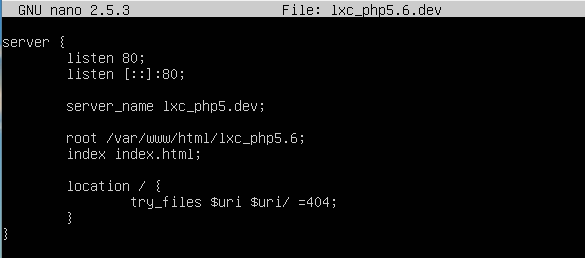 GNU nano 2.5.3 File: lxc_php5.6.dev
server {
listen 80;
listen [::]:80;
server_name lxc_php5.dev;
root /var/www/html/lxc_php5.6;
index index.html;
location / {
try_files $uri $uri/ =404;
}
}